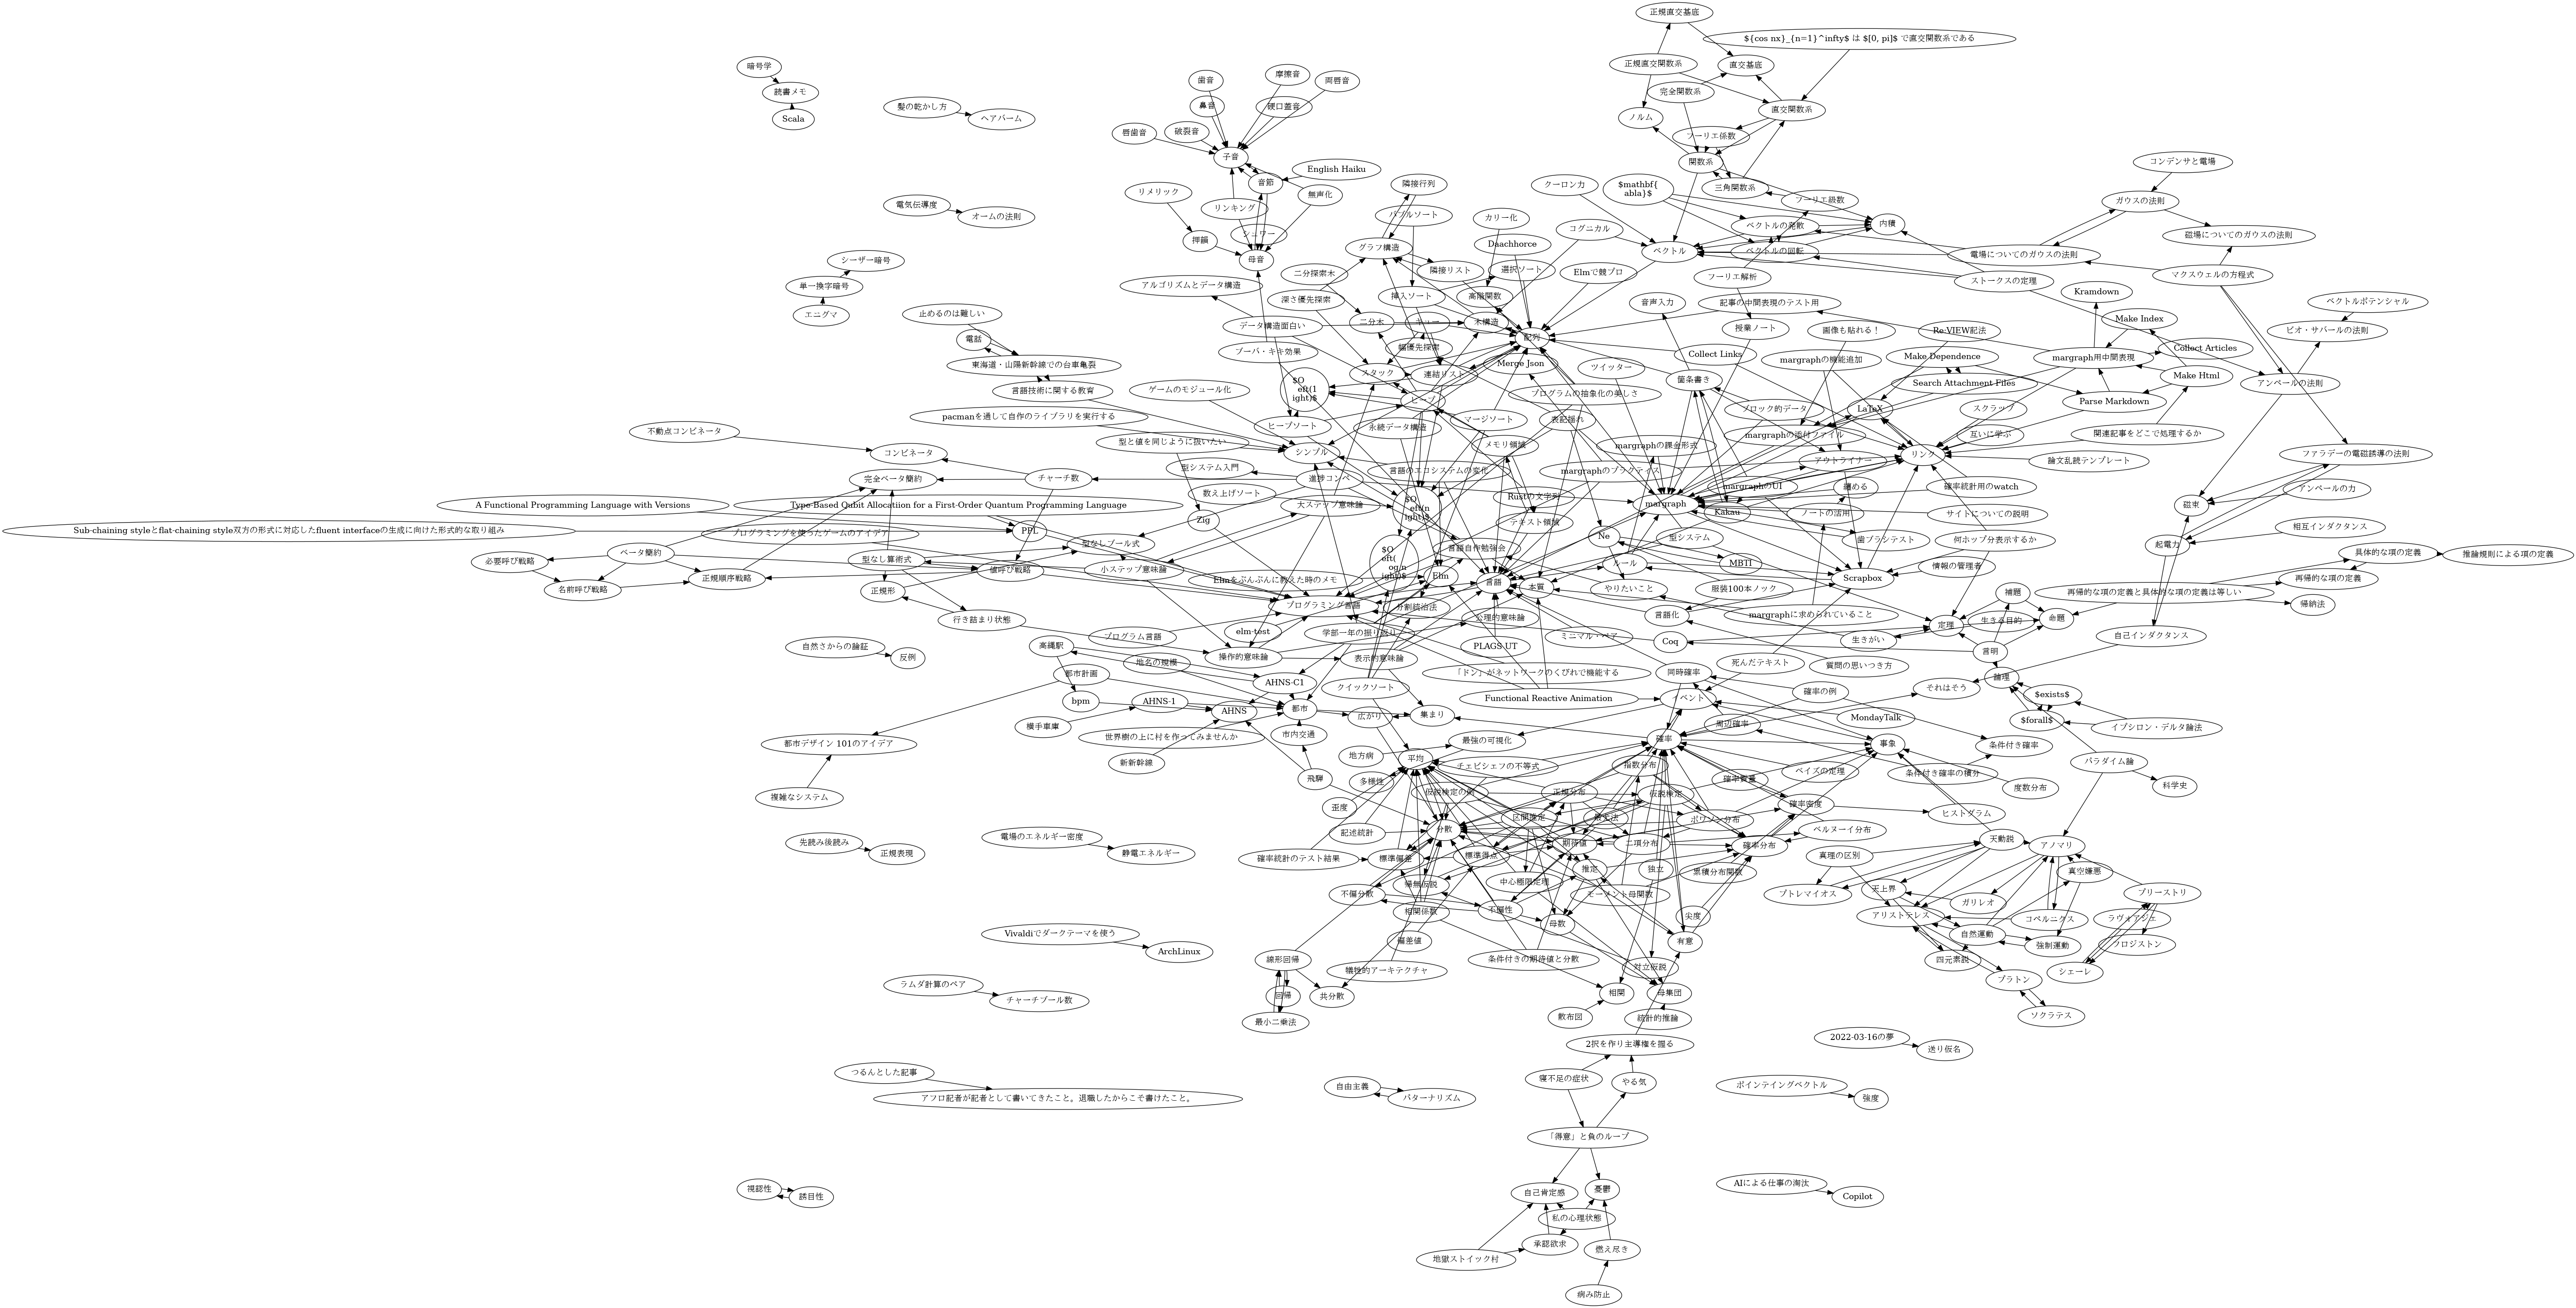 正規直交基底
${cos nx}_{n=1}^infty$ は $[0, pi]$ で直交関数系である
暗号学
正規直交関数系
直交基底
歯音
摩擦音
両唇音
読書メモ
完全関数系
髪の乾かし方
鼻音
硬口蓋音
直交関数系
Scala
ヘアバーム
ノルム
唇歯音
破裂音
フーリエ係数
子音
関数系
コンデンサと電場
English Haiku
音節
隣接行列
クーロン力
$mathbf{
abla}$
三角関数系
リメリック
無声化
フーリエ級数
ガウスの法則
電気伝導度
リンキング
バブルソート
カリー化
内積
オームの法則
コグニカル
ベクトルの発散
シュワー
磁場についてのガウスの法則
押韻
グラフ構造
Daachhorce
ベクトル
ベクトルの回転
電場についてのガウスの法則
シーザー暗号
母音
二分探索木
隣接リスト
選択ソート
Elmで競プロ
フーリエ解析
マクスウェルの方程式
単一換字暗号
アルゴリズムとデータ構造
ストークスの定理
深さ優先探索
挿入ソート
高階関数
音声入力
記事の中間表現のテスト用
Kramdown
ベクトルポテンシャル
エニグマ
止めるのは難しい
データ構造面白い
二分木
キュー
木構造
授業ノート
画像も貼れる！
Re:VIEW記法
Make Index
ビオ・サバールの法則
電話
配列
ブーバ・キキ効果
幅優先探索
Collect Links
Make Dependence
margraph用中間表現
Collect Articles
東海道・山陽新幹線での台車亀裂
Merge Json
ツイッター
margraphの機能追加
$O
eft(1
ight)$
スタック
連結リスト
箇条書き
Search Attachment Files
Make Html
アンペールの法則
言語技術に関する教育
ゲームのモジュール化
ヒープ
プログラムの抽象化の美しさ
ブロック的データ
LaTeX
Parse Markdown
pacmanを通して自作のライブラリを実行する
ヒープソート
永続データ構造
マージソート
表記揺れ
スクラップ
不動点コンビネータ
型と値を同じように扱いたい
シンプル
メモリ領域
margraphの課金形式
margraphの添付ファイル
互いに学ぶ
関連記事をどこで処理するか
コンビネータ
型システム入門
言語のエコシステムの変化
margraphのプラクティス
アウトライナー
リンク
論文乱読テンプレート
ファラデーの電磁誘導の法則
完全ベータ簡約
チャーチ数
進捗コンペ
margraphのUI
纏める
確率統計用のwatch
アンペールの力
数え上げソート
Rustの文字列
A Functional Programming Language with Versions
Type-Based Qubit Allocatiion for a First-Order Quantum Programming Language
大ステップ意味論
$O
eft(n
ight)$
margraph
Kakau
ノートの活用
サイトについての説明
磁束
Sub-chaining styleとflat-chaining style双方の形式に対応したfluent interfaceの生成に向けた形式的な取り組み
PPL
Zig
テキスト領域
相互インダクタンス
プログラミングを使ったゲームのアイデア
型なしブール式
Ne
型システム
歯ブラシテスト
何ホップ分表示するか
起電力
必要呼び戦略
ベータ簡約
型なし算術式
$O
eft(
og n
ight)$
言語自作勉強会
MBTI
情報の管理者
具体的な項の定義
推論規則による項の定義
正規順序戦略
値呼び戦略
小ステップ意味論
Elmをぶんぶんに教えた時のメモ
Elm
言語
本質
ルール
Scrapbox
再帰的な項の定義
名前呼び戦略
正規形
やりたいこと
服装100本ノック
補題
再帰的な項の定義と具体的な項の定義は等しい
プログラミング言語
分割統治法
言語化
margraphに求められていること
帰納法
行き詰まり状態
公理的意味論
定理
生きる目的
命題
プログラム言語
elm-test
学部一年の振り返り
ミニマル・ペア
Coq
生きがい
自己インダクタンス
自然さからの論証
反例
高縄駅
操作的意味論
表示的意味論
PLAGS UT
言明
地名の規模
「ドン」がネットワークのくびれで機能する
死んだテキスト
質問の思いつき方
都市計画
AHNS-C1
クイックソート
同時確率
論理
bpm
AHNS-1
Functional Reactive Animation
イベント
確率の例
それはそう
$exists$
横手車庫
AHNS
都市
広がり
集まり
周辺確率
MondayTalk
$forall$
イプシロン・デルタ論法
都市デザイン 101のアイデア
世界樹の上に村を作ってみませんか
市内交通
地方病
最強の可視化
確率
事象
条件付き確率
新新幹線
平均
チェビシェフの不等式
指数分布
ベイズの定理
条件付き確率の積分
パラダイム論
複雑なシステム
飛騨
多様性
確率変数
度数分布
科学史
歪度
仮説検定の例
正規分布
仮説検定
確率密度
ヒストグラム
記述統計
分散
区間推定
最尤法
ポワソン分布
電場のエネルギー密度
先読み後読み
ベルヌーイ分布
天動説
アノマリ
静電エネルギー
正規表現
確率統計のテスト結果
標準偏差
標準得点
期待値
二項分布
確率分布
真理の区別
推定
独立
累積分布関数
真空嫌悪
不偏分散
帰無仮説
中心極限定理
モーメント母関数
プトレマイオス
天上界
プリーストリ
相関係数
不偏性
母数
尖度
アリストテレス
ガリレオ
コペルニクス
ラヴォアジェ
Vivaldiでダークテーマを使う
偏差値
有意
自然運動
強制運動
フロジストン
ArchLinux
線形回帰
犠牲的アーキテクチャ
条件付きの期待値と分散
対立仮説
四元素説
シェーレ
ラムダ計算のペア
チャーチブール数
回帰
共分散
相関
母集団
プラトン
最小二乗法
散布図
統計的推論
ソクラテス
2択を作り主導権を握る
2022-03-16の夢
送り仮名
つるんとした記事
寝不足の症状
やる気
自由主義
パターナリズム
ポインテイングベクトル
強度
アフロ記者が記者として書いてきたこと。退職したからこそ書けたこと。
「得意」と負のループ
視認性
誘目性
自己肯定感
憂鬱
AIによる仕事の淘汰
Copilot
私の心理状態
承認欲求
燃え尽き
地獄ストイック村
病み防止